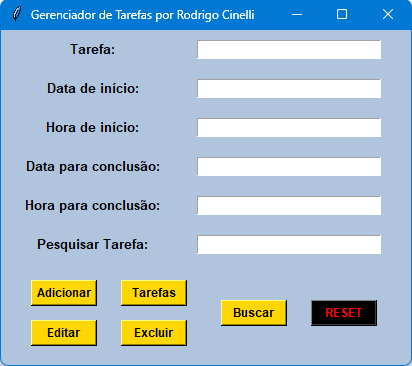 Gerenciador de Tarefas por Rodrigo Cinelli
Tarefa:
Data de início:
Hora de início:
Data para conclusão:
Hora para conclusão:
Pesquisar Tarefa:
Adicionar Tarefas
Buscar RESET
Editar Excluir